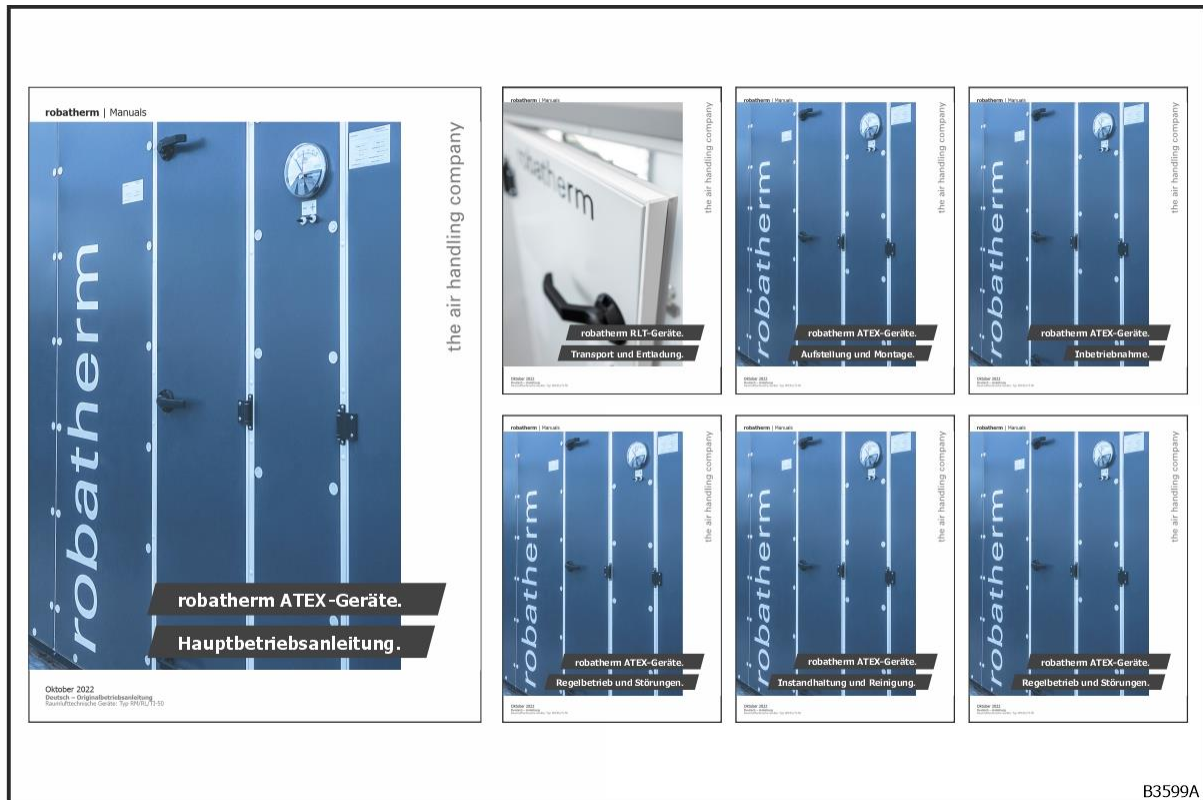 robatherm | Manuals
the air handling company
robatherm
robatherm ATEX-Geräte.
Hauptbetriebsanleitung.
Oktober 2022
Deutsch – Originalbetriebsanleitung
Raumlufttechnische Geräte: Typ RM/RL/TI-50
robatherm | Manuals
the air handling company
robatherm
robatherm RLT-Geräte.
Transport und Entladung.
Oktober 2022
robatherm | Manuals
the air handling company
robatherm
robatherm ATEX-Geräte.
Aufstellung und Montage.
Oktober 2022
robatherm | Manuals
the air handling company
robatherm
robatherm ATEX-Geräte.
Inbetriebnahme.
Oktober 2022
robatherm | Manuals
the air handling company
robatherm
robatherm ATEX-Geräte.
Regelbetrieb und Störungen.
Oktober 2022
robatherm | Manuals
the air handling company
robatherm
robatherm ATEX-Geräte.
Instandhaltung und Reinigung.
Oktober 2022
robatherm | Manuals
the air handling company
robatherm
robatherm ATEX-Geräte.
Regelbetrieb und Störungen.
Oktober 2022
B3599A